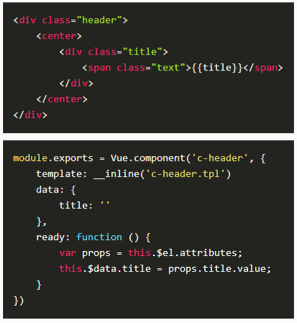 <div class="header">
    <center>
        <div class="title">
            <span class="text">{{title}}</span>
        </div>
    </center>
</div>
module.exports = Vue.component('c-header', {
    template: __inline('c-header.tpl')
    data: {
        title: ''
    },
    ready: function () {
        var props = this.$el.attributes;
        this.$data.title = props.title.value;
    }
})